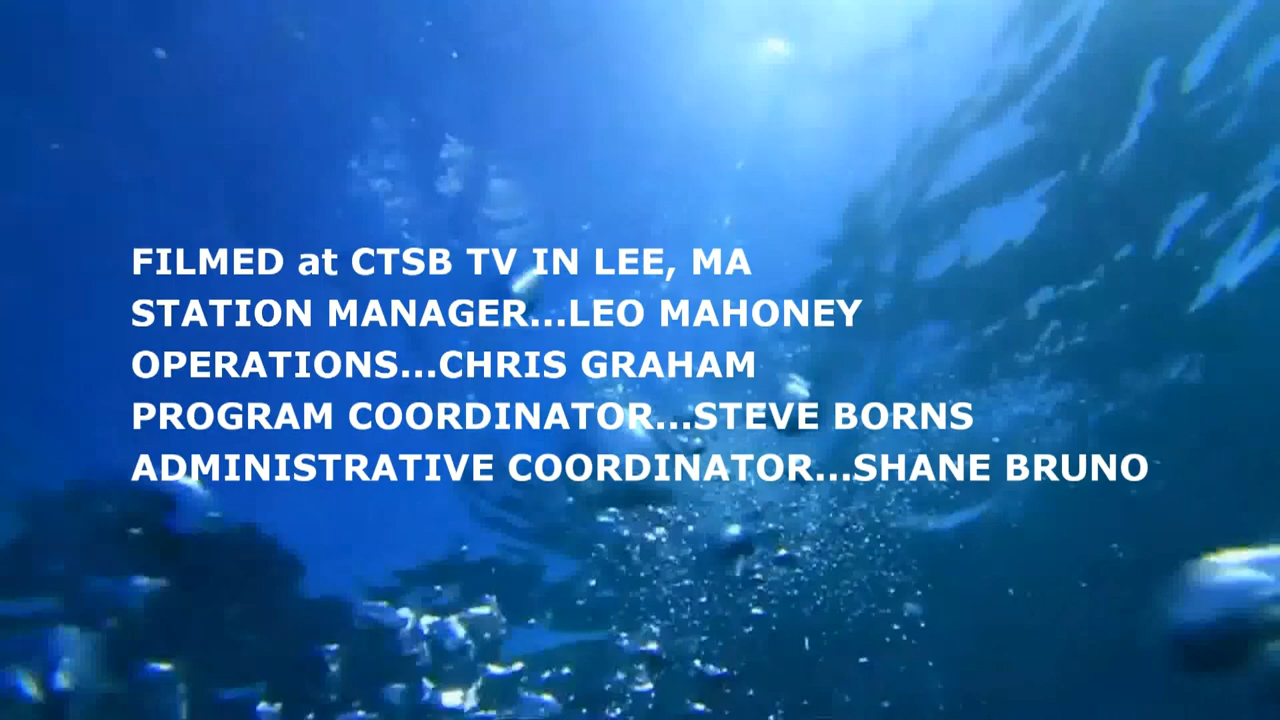 FILMED at CTSB TV IN LEE, MA
STATION MANAGER...LEO MAHONEY
OPERATIONS...CHRIS GRAHAM
PROGRAM COORDINATOR...STEVE BORNS
ADMINISTRATIVE COORDINATOR...SHANE BRUNO